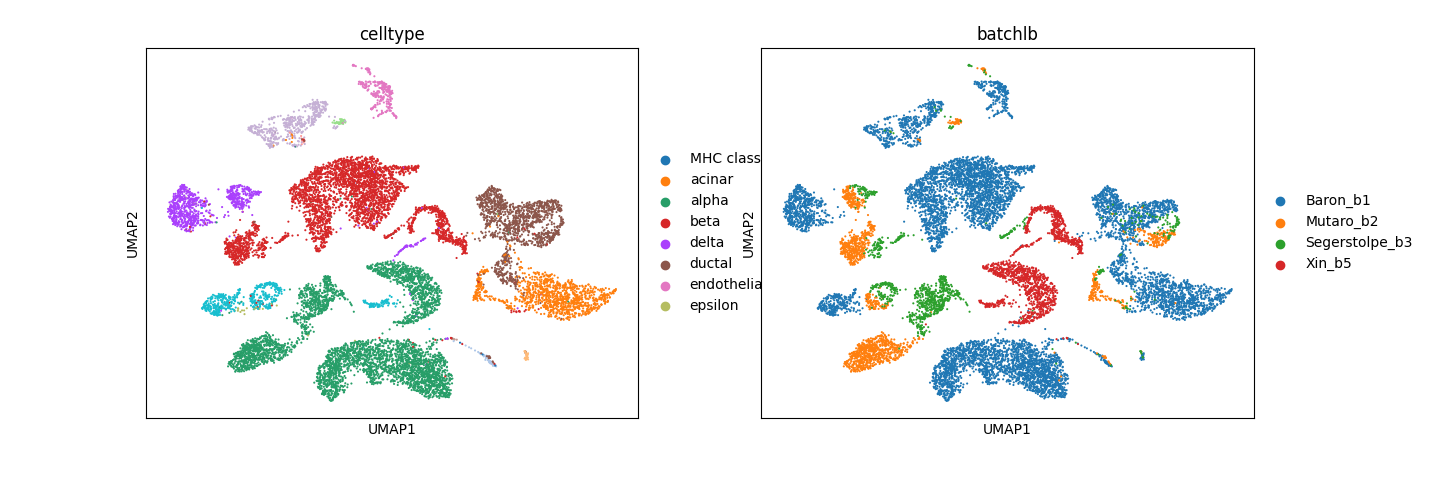 celltype
UMAP2
UMAP1
MHC class
acinar
alpha
beta
delta
ductal
endothelia
epsilon
batchlb
UMAP2
UMAP1
Baron_b1
Mutaro_b2
Segerstolpe_b3
Xin_b5